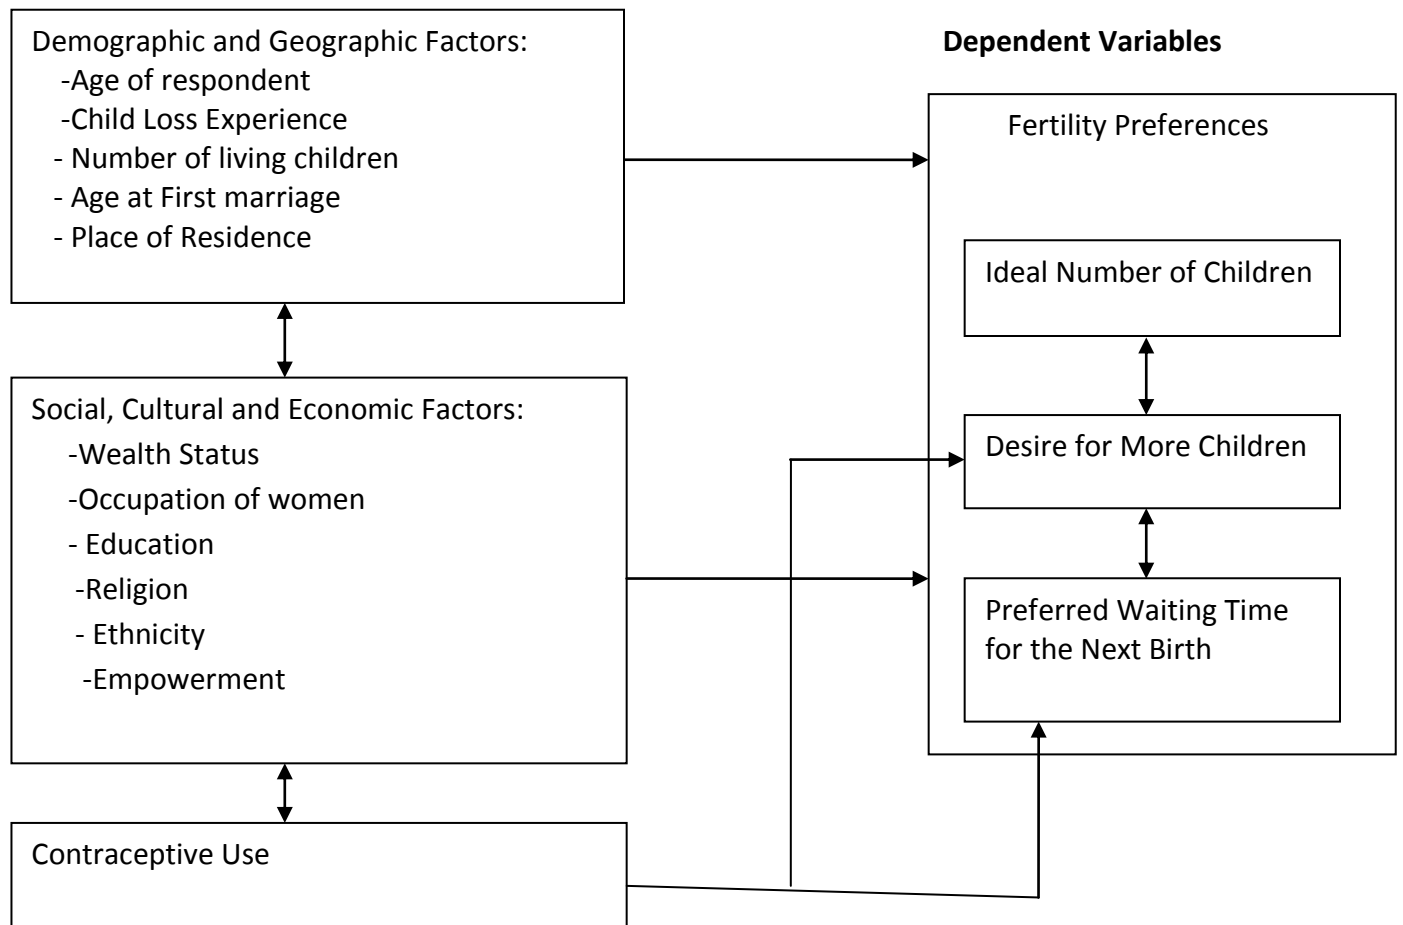 Demographic and Geographic Factors:
-Age of respondent
-Child Loss Experience
- Number of living children
- Age at First marriage
- Place of Residence
Social, Cultural and Economic Factors:
-Wealth Status
-Occupation of women
- Education
-Religion
- Ethnicity
-Empowerment
Contraceptive Use
Dependent Variables
Fertility Preferences
Ideal Number of Children
Desire for More Children
Preferred Waiting Time
for the Next Birth